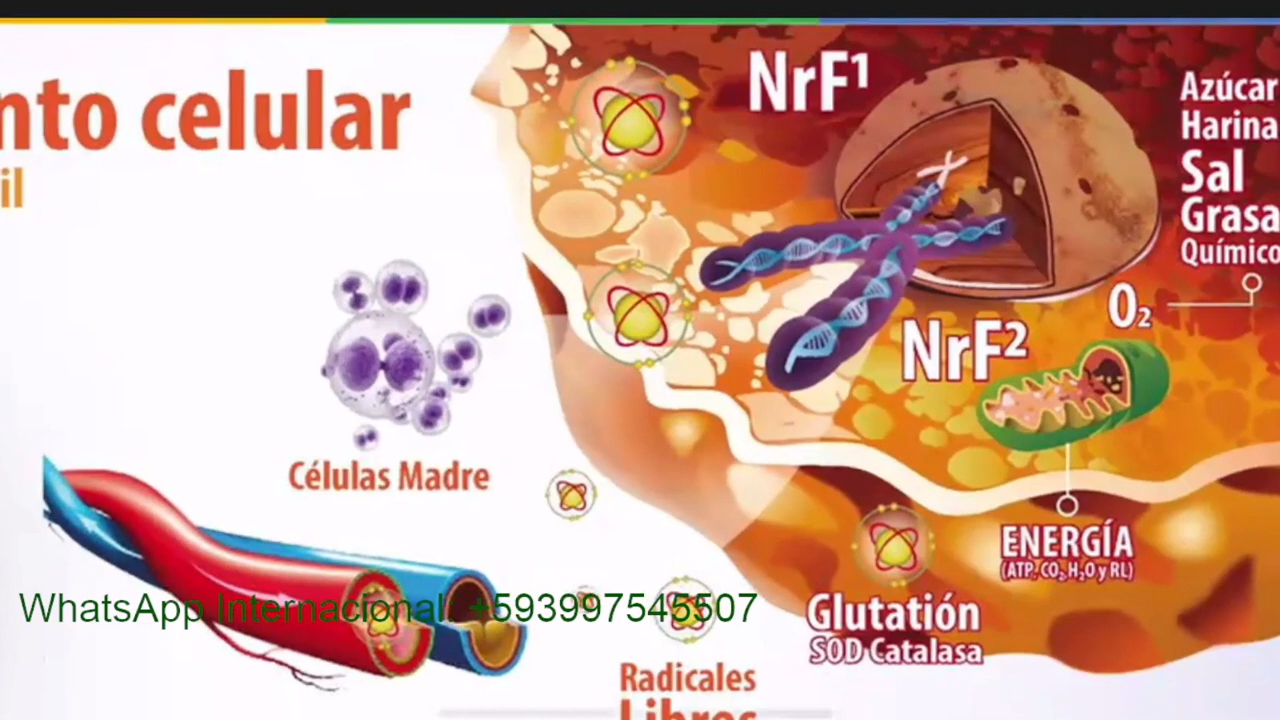 nto celular
il
NrF¹
Azúcar
Harina
Sal
Grasa
Químico
O₂
NrF²
Células Madre
ENERGÍA
(ATP, CO₂, H₂O y RL)
WhatsApp Internacional: +593997545507
Glutatión
SOD Catalasa
Radicales
Libres